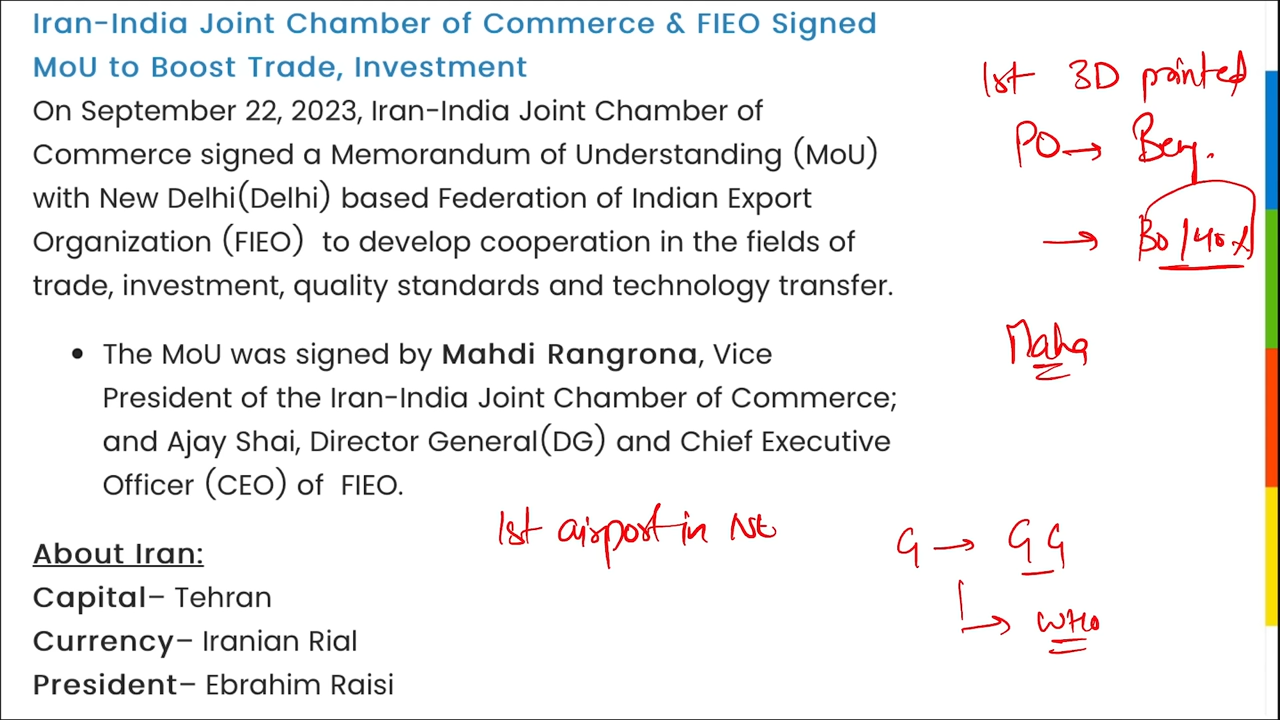 Iran-India Joint Chamber of Commerce & FIEO Signed
MoU to Boost Trade, Investment
On September 22, 2023, Iran-India Joint Chamber of
Commerce signed a Memorandum of Understanding (MoU)
with New Delhi(Delhi) based Federation of Indian Export
Organization (FIEO) to develop cooperation in the fields of
trade, investment, quality standards and technology transfer.
• The MoU was signed by Mahdi Rangrona, Vice
President of the Iran-India Joint Chamber of Commerce;
and Ajay Shai, Director General(DG) and Chief Executive
Officer (CEO) of FIEO.
About Iran:
Capital– Tehran
Currency– Iranian Rial
President– Ebrahim Raisi
1st 3D printed
PO → Beng.
→
Maha
1st airport in NE
G → GG
→ WHO